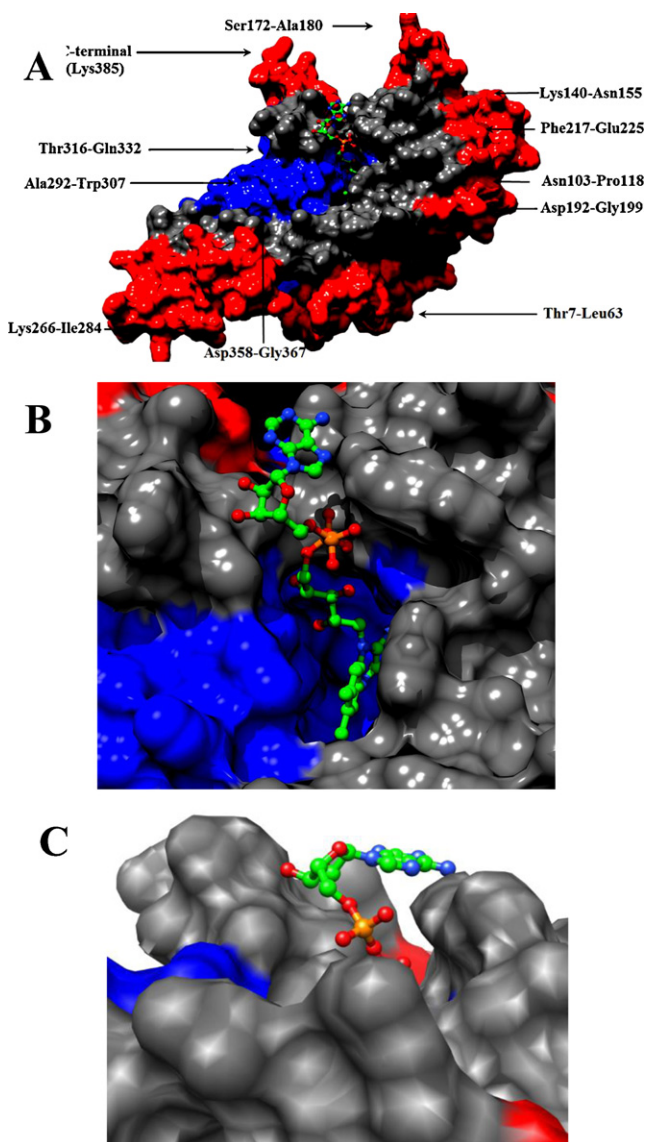 Ser172-Ala180
-terminal
(Lys385)
A
Lys140-Asn155
Phe217-Glu225
Thr316-Gln332
Ala292-Trp307
Asn103-Pro118
Asp192-Gly199
Thr7-Leu63
Lys266-Ile284
Asp358-Gly367
B
C